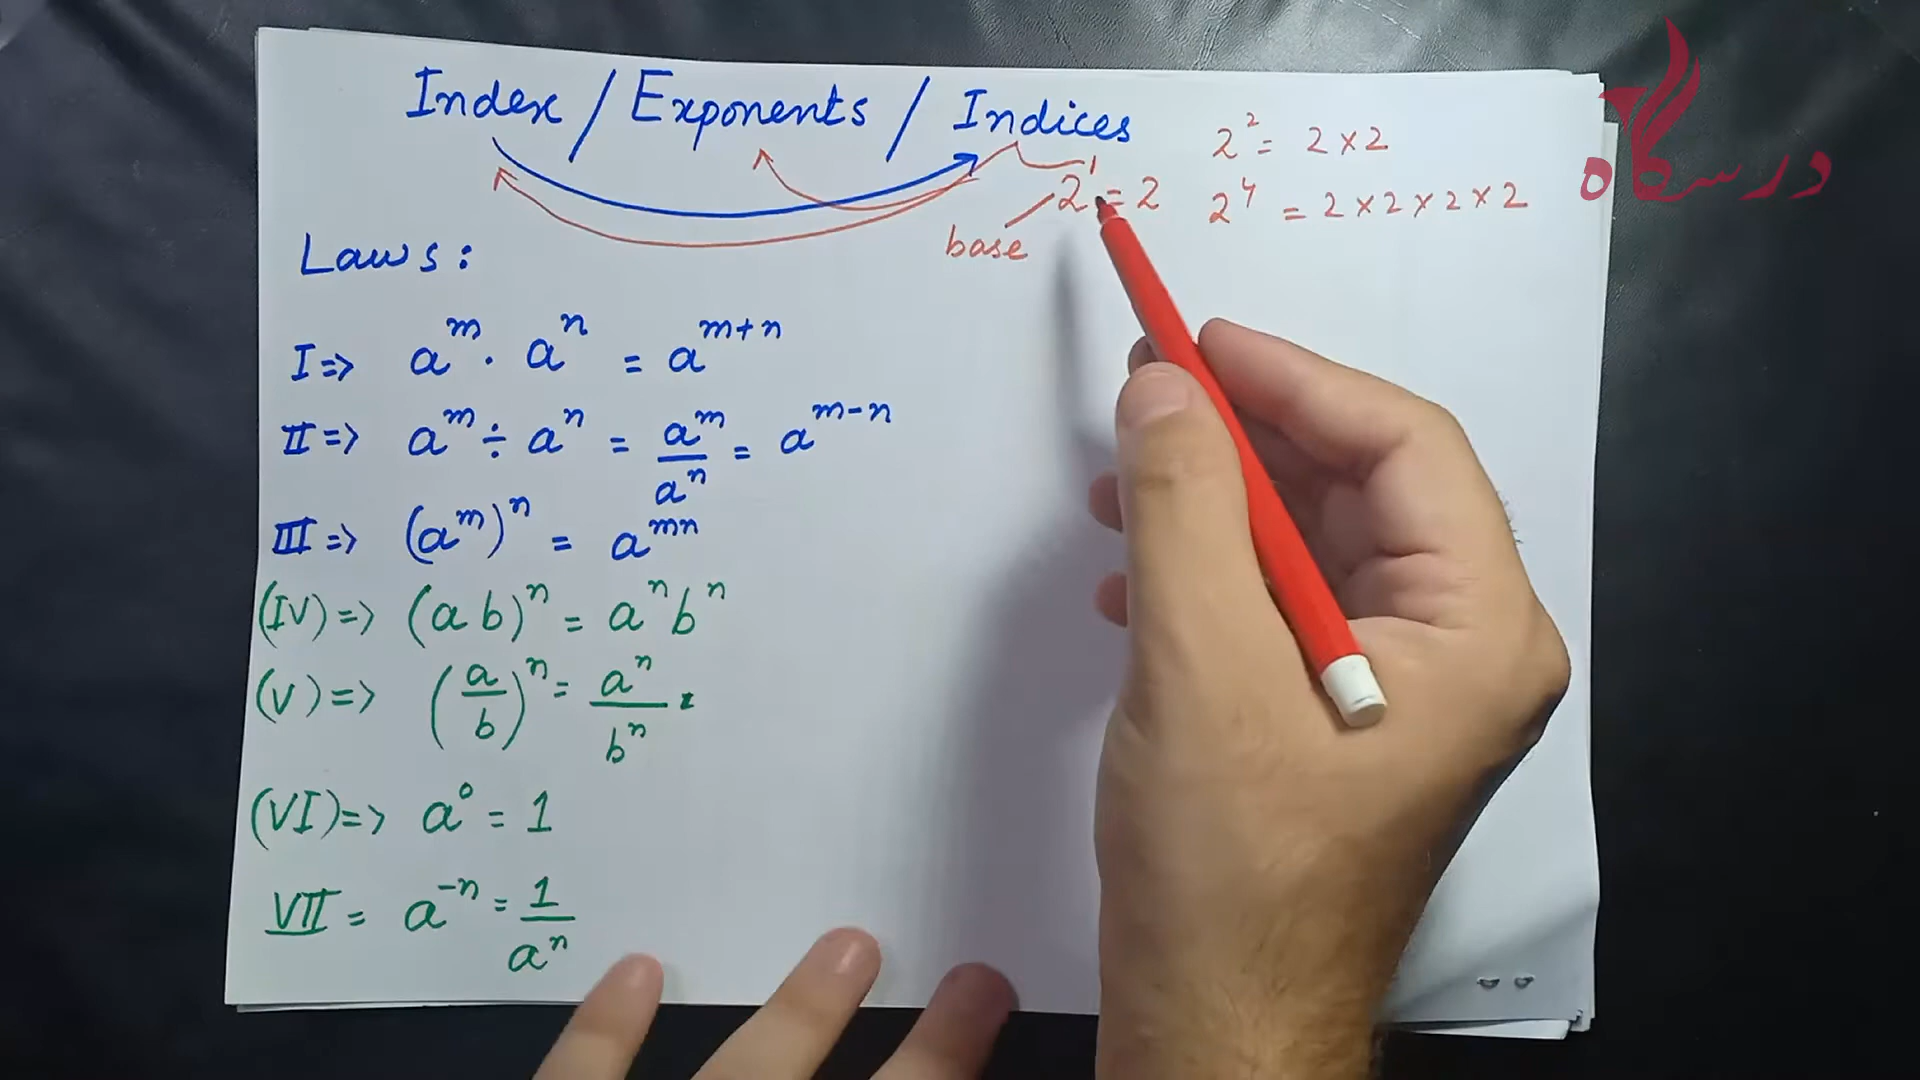 Index / Exponents / Indices
2¹ = 2
base
2² = 2×2
2⁴ = 2×2×2×2
درسگاہ
Laws:
I => aᵐ · aⁿ = aᵐ⁺ⁿ
II => aᵐ ÷ aⁿ = aᵐ/aⁿ = aᵐ⁻ⁿ
III => (aᵐ)ⁿ = aᵐⁿ
(IV) => (ab)ⁿ = aⁿbⁿ
(V) => (a/b)ⁿ = aⁿ/bⁿ
(VI) => a⁰ = 1
VII = a⁻ⁿ = 1/aⁿ